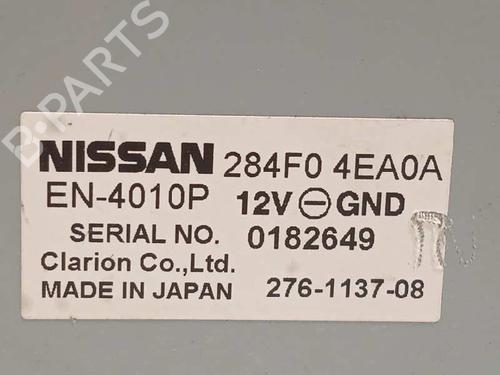 B-PARTS
NISSAN 284F0 4EA0A
EN-4010P 12V ⊖ GND
SERIAL NO. 0182649
Clarion Co.,Ltd.
MADE IN JAPAN 276-1137-08